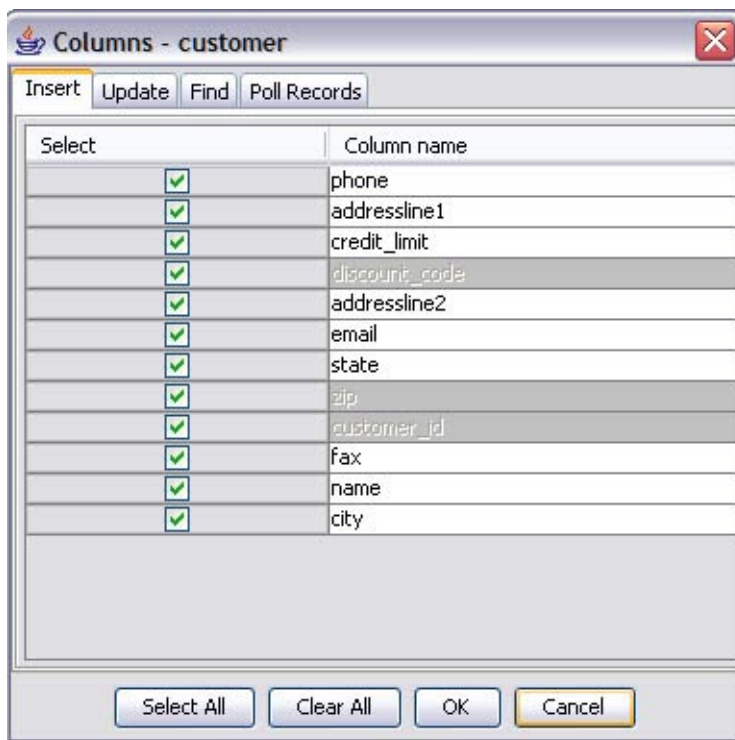 Columns - customer
Insert Update Find Poll Records
Select Column name
phone
addressline1
credit_limit
discount_code
addressline2
email
state
zip
customer_id
fax
name
city
Select All Clear All OK Cancel